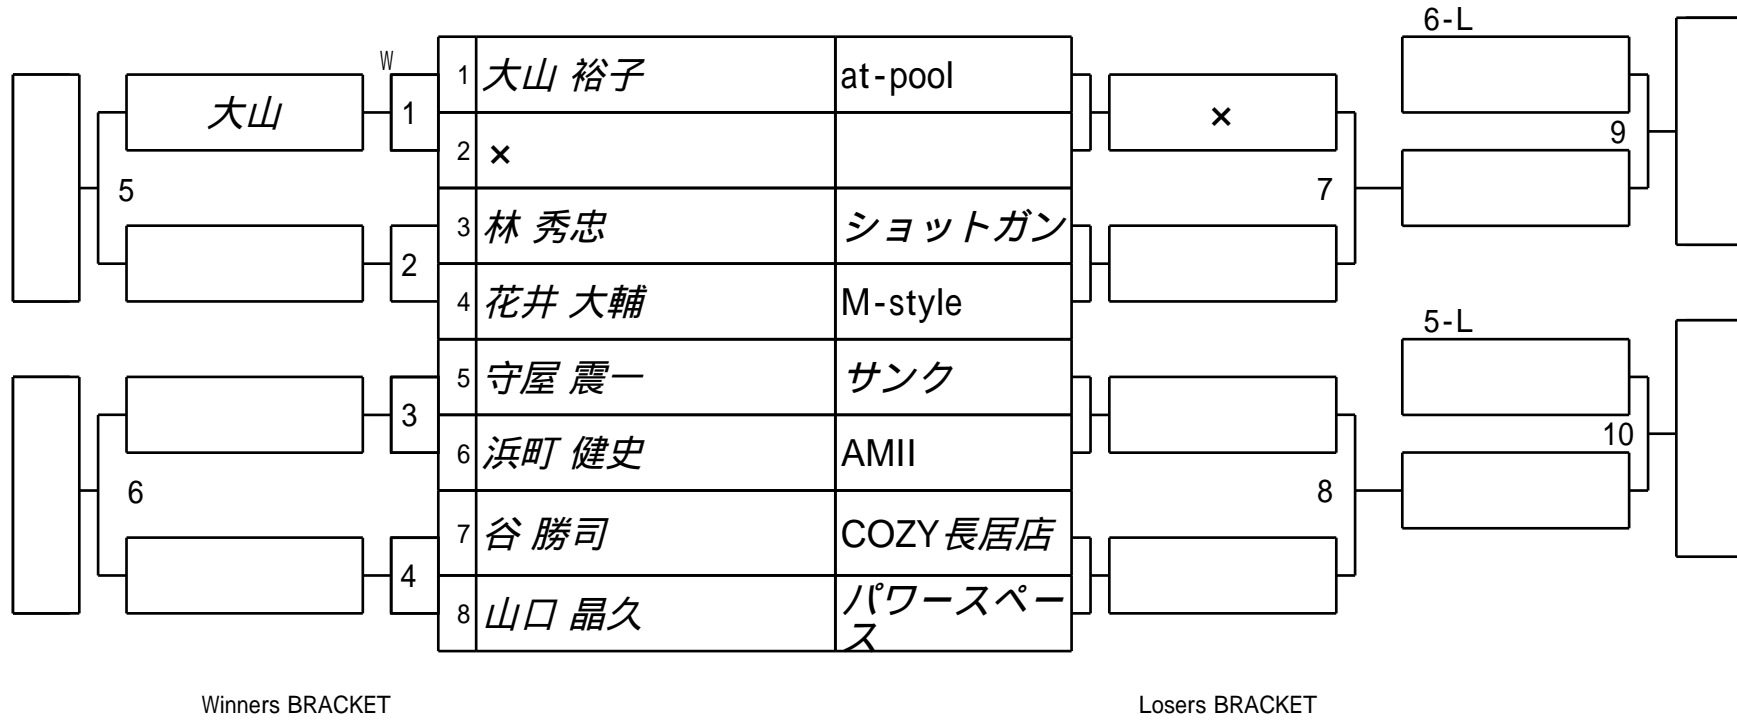 6-L
W
1 大山 裕子 at-pool
大山 1 ×
2 × 9
5 7
3 林 秀忠 ショットガン
2
4 花井 大輔 M-style
5-L
5 守屋 震一 サンク
3
6 浜町 健史 AMII 10
6 8
7 谷 勝司 COZY長居店
4
8 山口 晶久 パワースペー
ス
Winners BRACKET Losers BRACKET